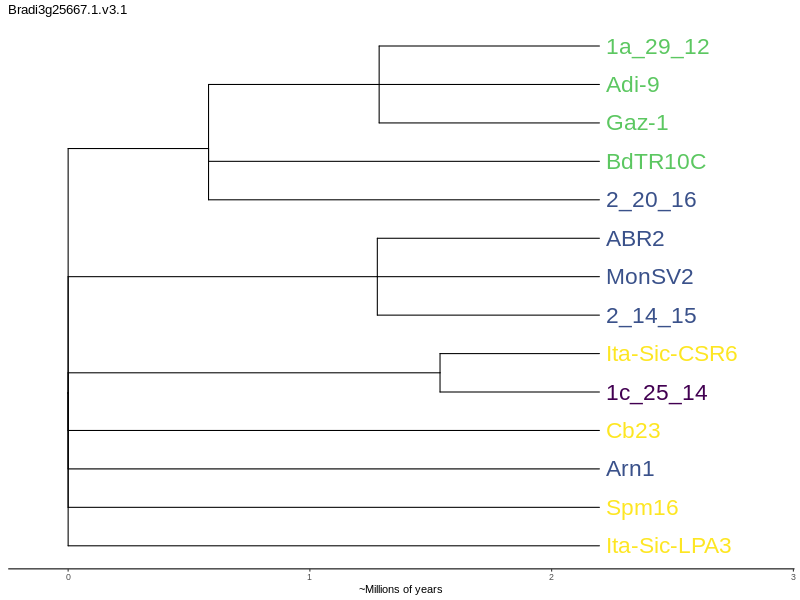 Bradi3g25667.1.v3.1
1a_29_12
Adi-9
Gaz-1
BdTR10C
2_20_16
ABR2
MonSV2
2_14_15
Ita-Sic-CSR6
1c_25_14
Cb23
Arn1
Spm16
Ita-Sic-LPA3
0 1 2 3
~Millions of years